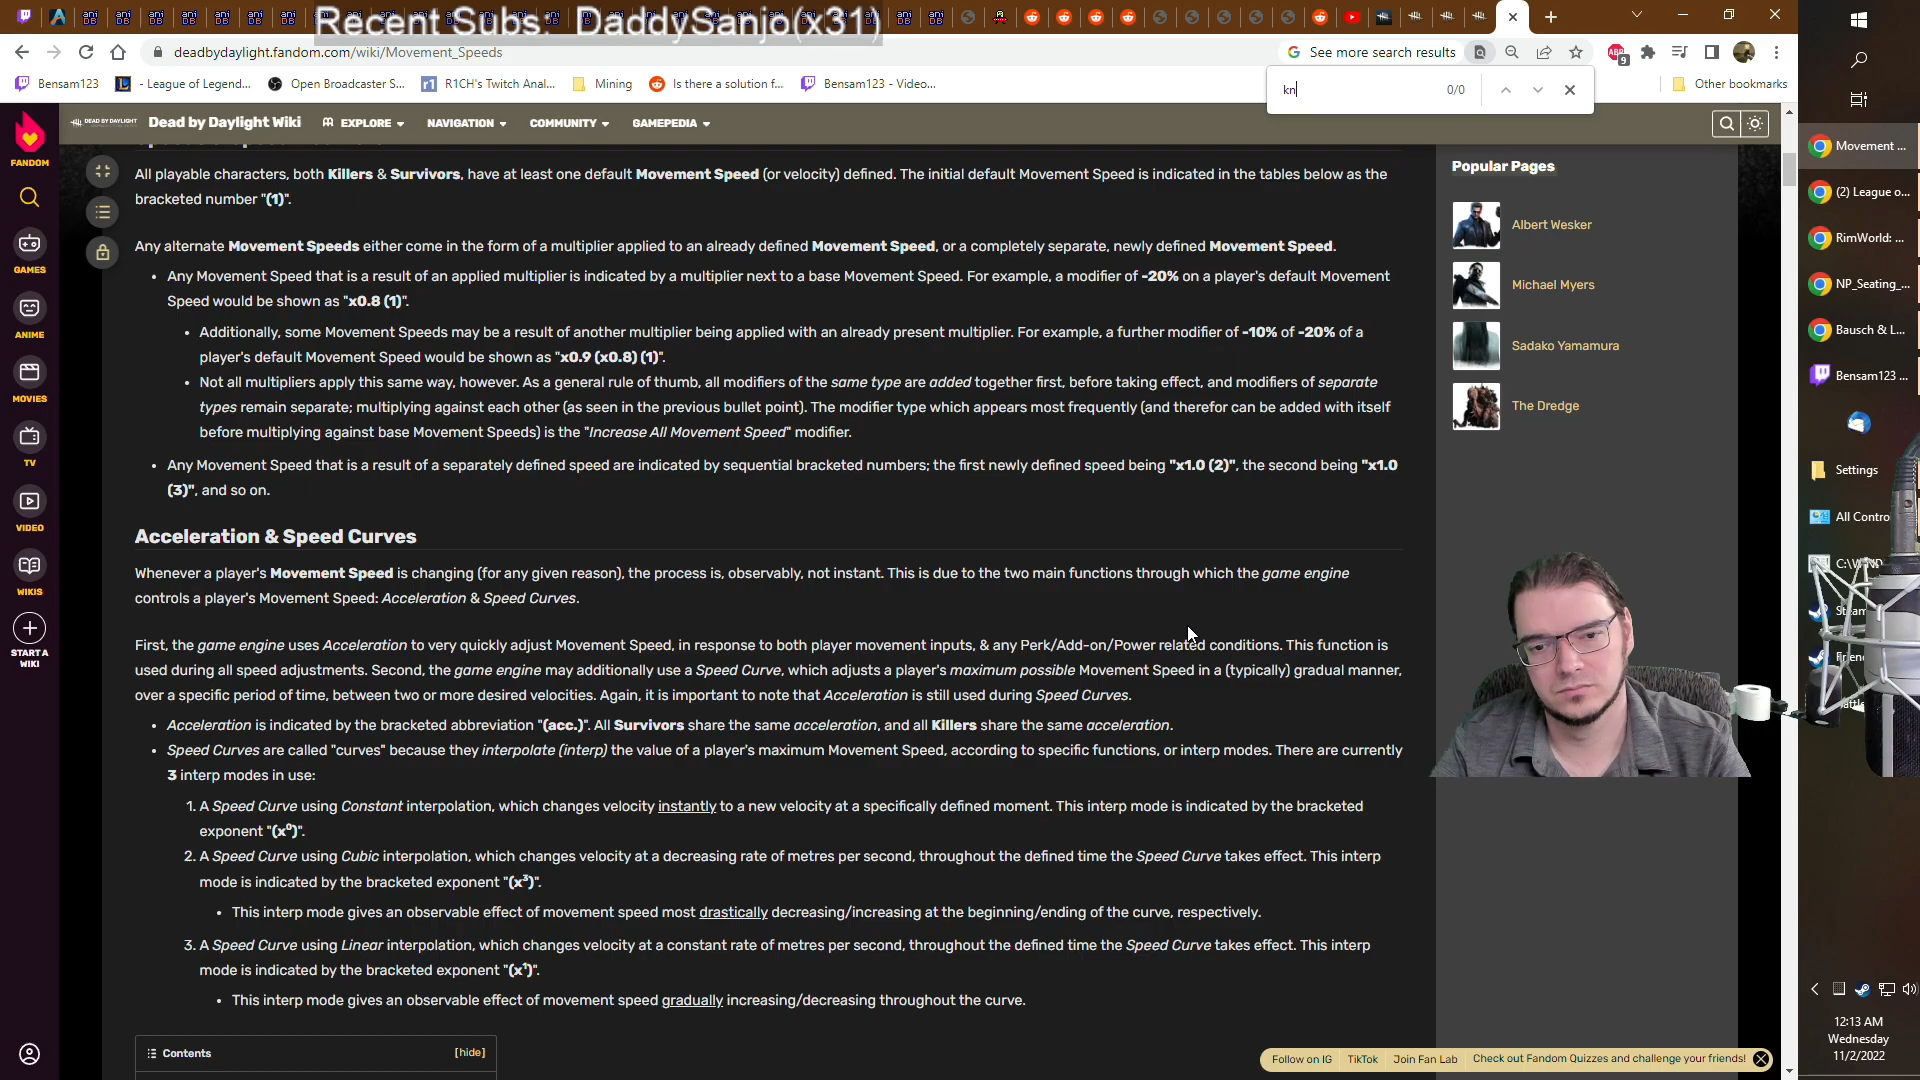 Recent Subs: DaddySanjo(x31)
deadbydaylight.fandom.com/wiki/Movement_Speeds
See more search results
Bensam123
- League of Legend...
Open Broadcaster S...
R1CH's Twitch Anal...
Mining
Is there a solution f...
Bensam123 - Video...
Other bookmarks
kn
0/0
Dead by Daylight Wiki
EXPLORE
NAVIGATION
COMMUNITY
GAMEPEDIA
FANDOM
GAMES
ANIME
MOVIES
TV
VIDEO
WIKIS
START A
WIKI
All playable characters, both Killers & Survivors, have at least one default Movement Speed (or velocity) defined. The initial default Movement Speed is indicated in the tables below as the
bracketed number "(1)".
Any alternate Movement Speeds either come in the form of a multiplier applied to an already defined Movement Speed, or a completely separate, newly defined Movement Speed.
• Any Movement Speed that is a result of an applied multiplier is indicated by a multiplier next to a base Movement Speed. For example, a modifier of -20% on a player's default Movement
Speed would be shown as "x0.8 (1)".
• Additionally, some Movement Speeds may be a result of another multiplier being applied with an already present multiplier. For example, a further modifier of -10% of -20% of a
player's default Movement Speed would be shown as "x0.9 (x0.8) (1)".
• Not all multipliers apply this same way, however. As a general rule of thumb, all modifiers of the same type are added together first, before taking effect, and modifiers of separate
types remain separate; multiplying against each other (as seen in the previous bullet point). The modifier type which appears most frequently (and therefor can be added with itself
before multiplying against base Movement Speeds) is the "Increase All Movement Speed" modifier.
• Any Movement Speed that is a result of a separately defined speed are indicated by sequential bracketed numbers; the first newly defined speed being "x1.0 (2)", the second being "x1.0
(3)", and so on.
Acceleration & Speed Curves
Whenever a player's Movement Speed is changing (for any given reason), the process is, observably, not instant. This is due to the two main functions through which the game engine
controls a player's Movement Speed: Acceleration & Speed Curves.
First, the game engine uses Acceleration to very quickly adjust Movement Speed, in response to both player movement inputs, & any Perk/Add-on/Power related conditions. This function is
used during all speed adjustments. Second, the game engine may additionally use a Speed Curve, which adjusts a player's maximum possible Movement Speed in a (typically) gradual manner,
over a specific period of time, between two or more desired velocities. Again, it is important to note that Acceleration is still used during Speed Curves.
• Acceleration is indicated by the bracketed abbreviation "(acc.)". All Survivors share the same acceleration, and all Killers share the same acceleration.
• Speed Curves are called "curves" because they interpolate (interp) the value of a player's maximum Movement Speed, according to specific functions, or interp modes. There are currently
3 interp modes in use:
1. A Speed Curve using Constant interpolation, which changes velocity instantly to a new velocity at a specifically defined moment. This interp mode is indicated by the bracketed
exponent "(x⁰)".
2. A Speed Curve using Cubic interpolation, which changes velocity at a decreasing rate of metres per second, throughout the defined time the Speed Curve takes effect. This interp
mode is indicated by the bracketed exponent "(x³)".
• This interp mode gives an observable effect of movement speed most drastically decreasing/increasing at the beginning/ending of the curve, respectively.
3. A Speed Curve using Linear interpolation, which changes velocity at a constant rate of metres per second, throughout the defined time the Speed Curve takes effect. This interp
mode is indicated by the bracketed exponent "(x¹)".
• This interp mode gives an observable effect of movement speed gradually increasing/decreasing throughout the curve.
Contents
[hide]
Popular Pages
Albert Wesker
Michael Myers
Sadako Yamamura
The Dredge
Follow on IG
TikTok
Join Fan Lab
Check out Fandom Quizzes and challenge your friends!
Movement ...
(2) League o...
RimWorld: ...
NP_Seating_...
Bausch & L...
Bensam123 ...
Settings
All Contro
12:13 AM
Wednesday
11/2/2022